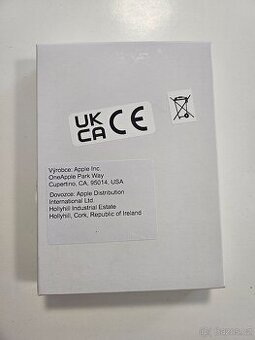 UK
CA CE
Výrobce: Apple Inc.
OneApple Park Way
Cupertino, CA, 95014, USA
Dovozce: Apple Distribution
International Ltd
Hollyhill Industrial Estate
Hollyhill, Cork, Republic of Ireland